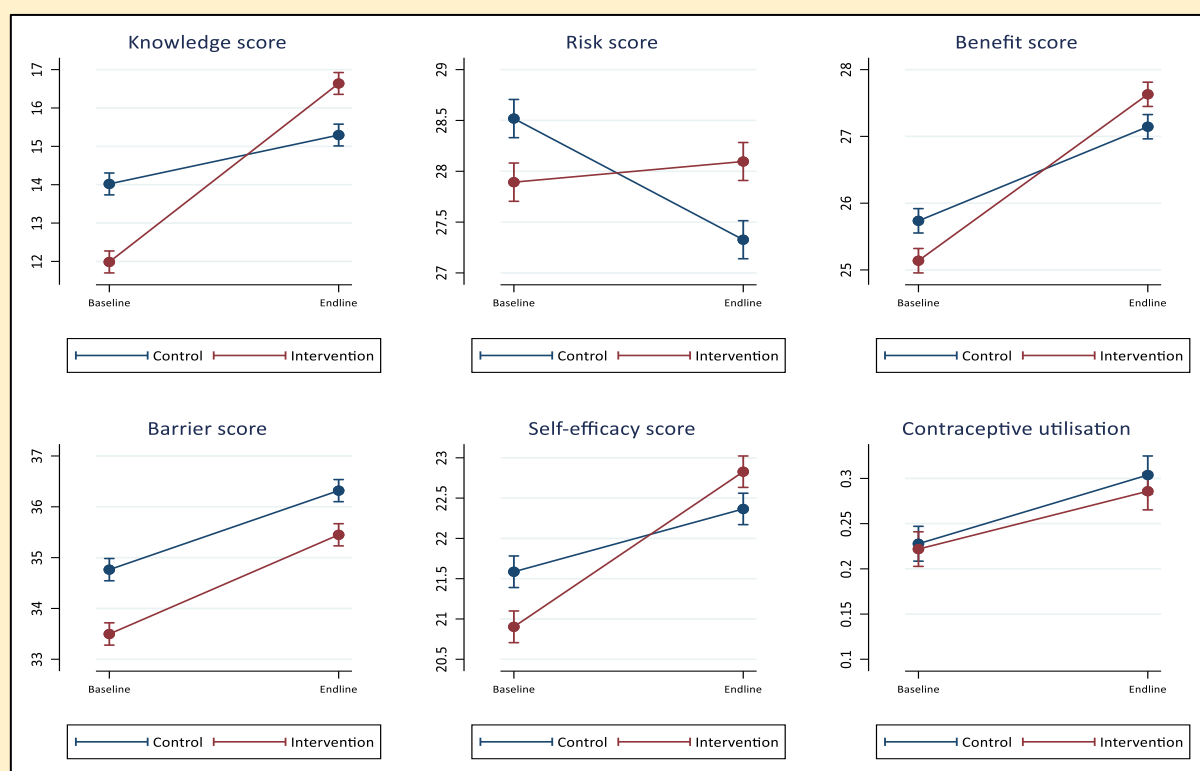 Knowledge score
17
16
15
14
13
12
Baseline
Endline
Control
Intervention
Risk score
29
28.5
28
27.5
27
Baseline
Endline
Control
Intervention
Benefit score
28
27
26
25
Baseline
Endline
Control
Intervention
Barrier score
37
36
35
34
33
Baseline
Endline
Control
Intervention
Self-efficacy score
23
22.5
22
21.5
21
20.5
Baseline
Endline
Control
Intervention
Contraceptive utilisation
0.3
0.25
0.2
0.15
0.1
Baseline
Endline
Control
Intervention